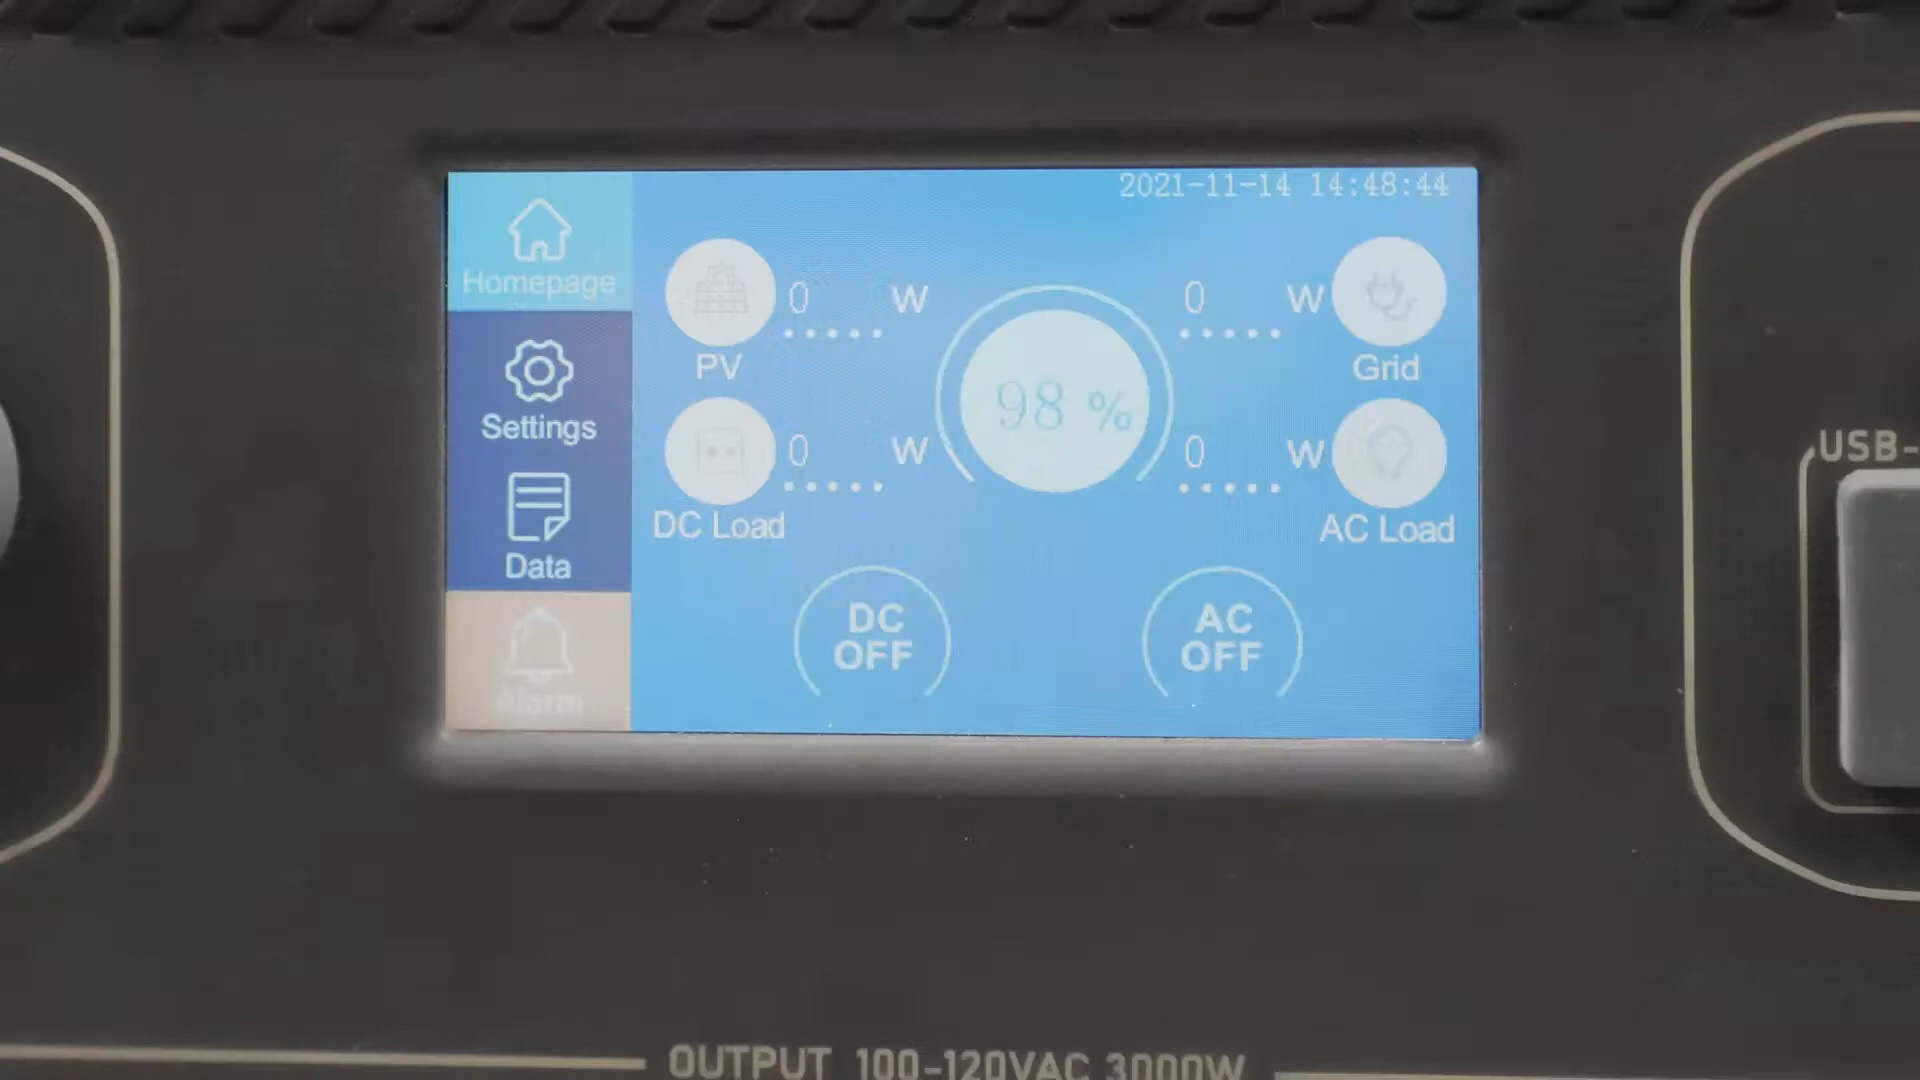 2021-11-14 14:48:44
Homepage
Settings
Data
Alarm
0 W
PV
0 W
DC Load
98 %
0 W
Grid
0 W
AC Load
DC
OFF
AC
OFF
USB-
OUTPUT 100-120VAC 3000W